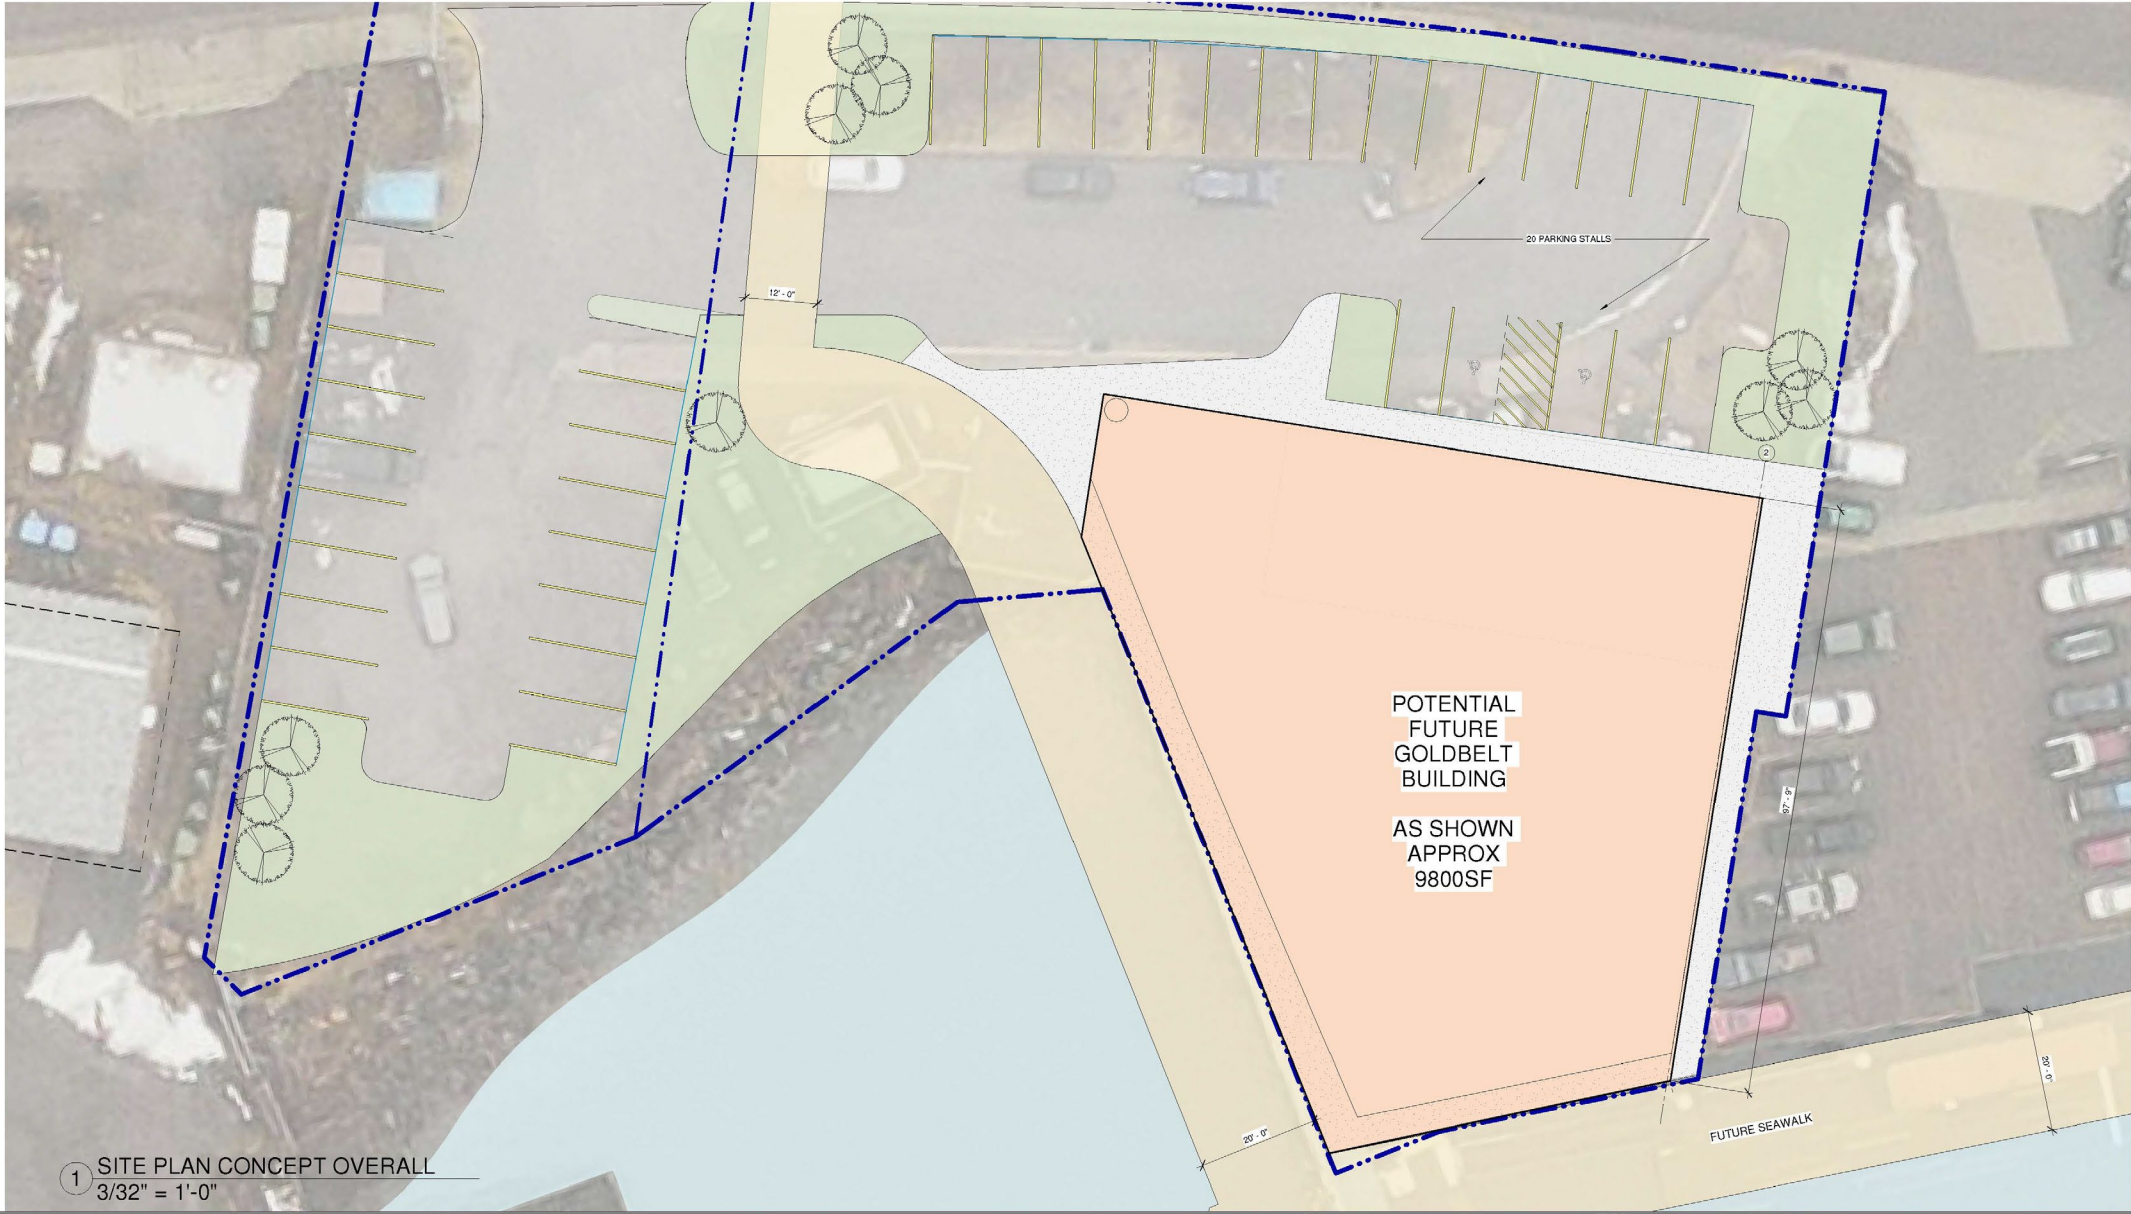 20 PARKING STALLS
12' - 0"
2
POTENTIAL
FUTURE
GOLDBELT
BUILDING
AS SHOWN
APPROX
9800SF
97' - 9"
20' - 0"
FUTURE SEAWALK
20' - 0"
1
SITE PLAN CONCEPT OVERALL
3/32" = 1'-0"